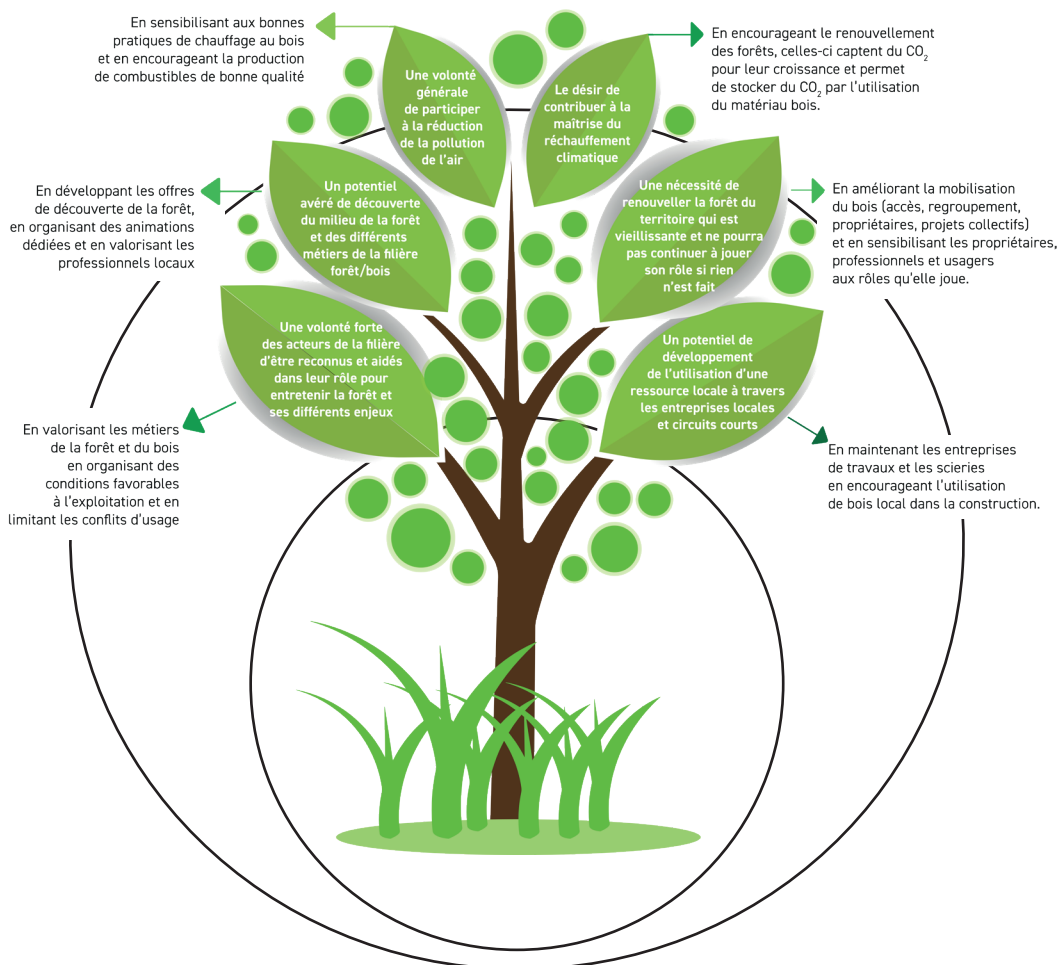 En sensibilisant aux bonnes
pratiques de chauffage au bois
et en encourageant la production
de combustibles de bonne qualité
Une volonté
générale
de participer
à la réduction
de la pollution
de l'air
Le désir de
contribuer à la
maîtrise du
réchauffement
climatique
En encourageant le renouvellement
des forêts, celles-ci captent du CO₂
pour leur croissance et permet
de stocker du CO₂ par l'utilisation
du matériau bois.
En développant les offres
de découverte de la forêt,
en organisant des animations
dédiées et en valorisant les
professionnels locaux
Un potentiel
avéré de découverte
du milieu de la forêt
et des différents
métiers de la filière
forêt/bois
Une nécessité de
renouveller la forêt du
territoire qui est
vieillissante et ne pourra
pas continuer à jouer
son rôle si rien
n'est fait
En améliorant la mobilisation
du bois (accès, regroupement,
propriétaires, projets collectifs)
et en sensibilisant les propriétaires,
professionnels et usagers
aux rôles qu'elle joue.
Une volonté forte
des acteurs de la filière
d'être reconnus et aidés
dans leur rôle pour
entretenir la forêt et
ses différents enjeux
Un potentiel de
développement
de l'utilisation d'une
ressource locale à travers
les entreprises locales
et circuits courts
En valorisant les métiers
de la forêt et du bois
en organisant des
conditions favorables
à l'exploitation et en
limitant les conflits d'usage
En maintenant les entreprises
de travaux et les scieries
en encourageant l'utilisation
de bois local dans la construction.